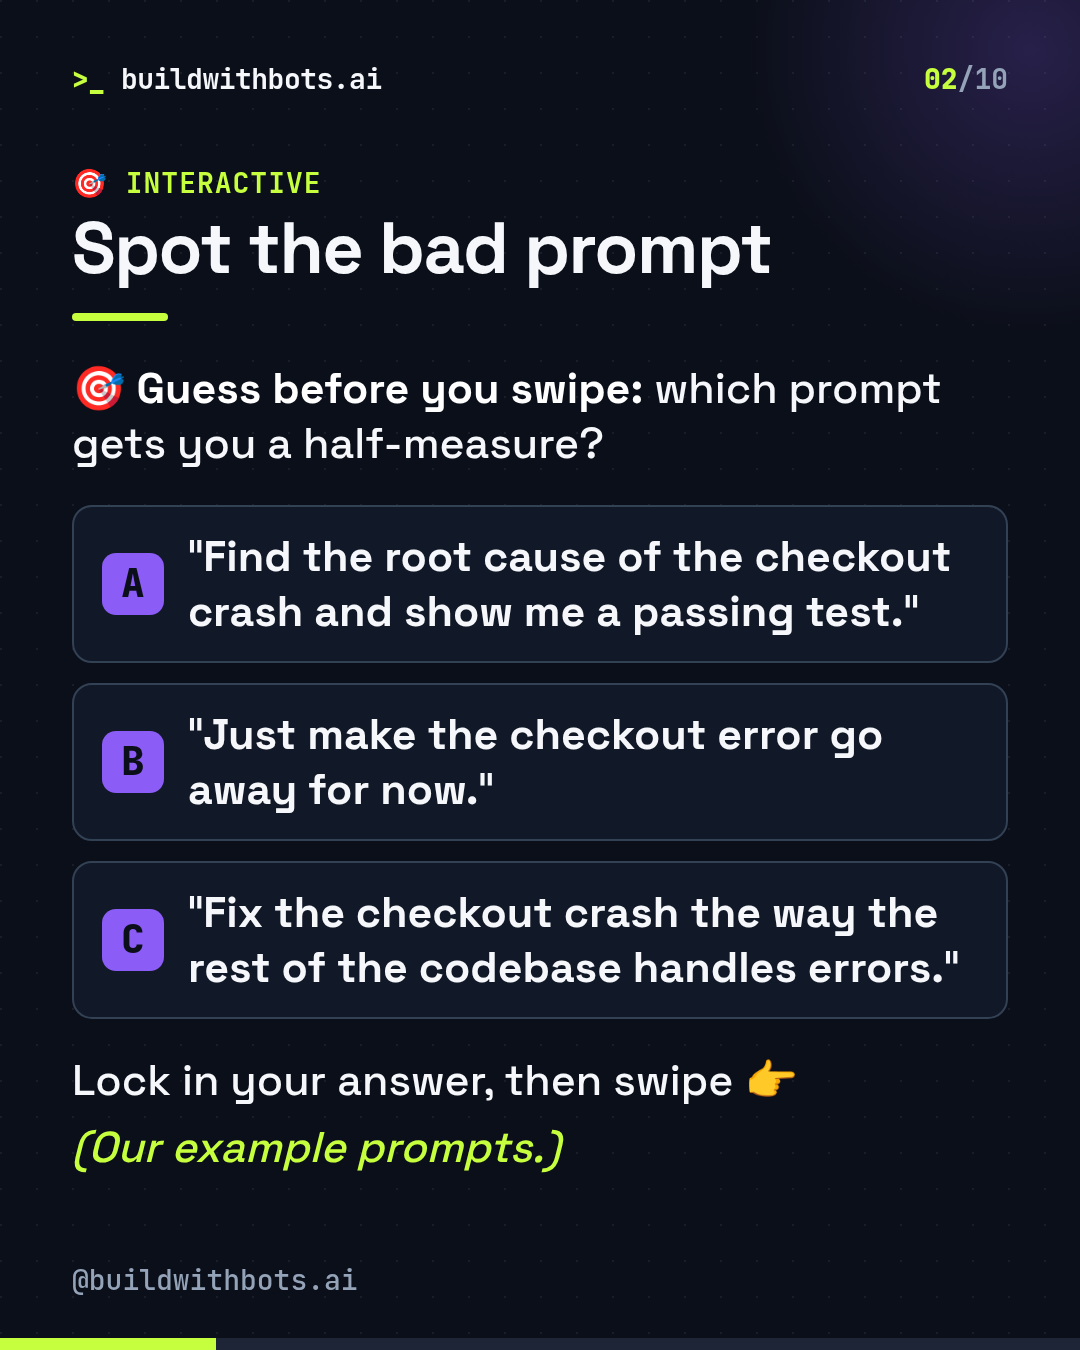 >_ buildwithbots.ai
02/10
🎯 INTERACTIVE
Spot the bad prompt
🎯 Guess before you swipe: which prompt
gets you a half-measure?
A
"Find the root cause of the checkout
crash and show me a passing test."
B
"Just make the checkout error go
away for now."
C
"Fix the checkout crash the way the
rest of the codebase handles errors."
Lock in your answer, then swipe 👉
(Our example prompts.)
@buildwithbots.ai